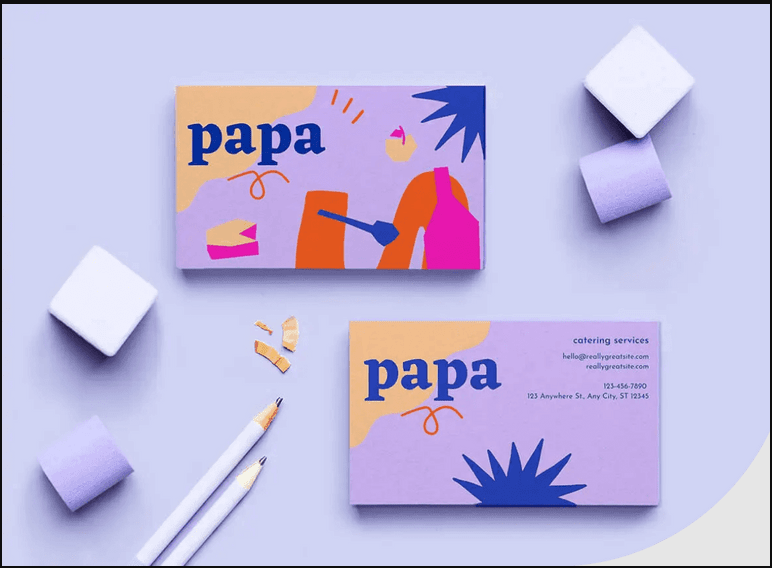 papa
papa
catering services
hello@reallygreatsite.com
reallygreatsite.com
123-456-7890
123 Anywhere St., Any City, ST 12345